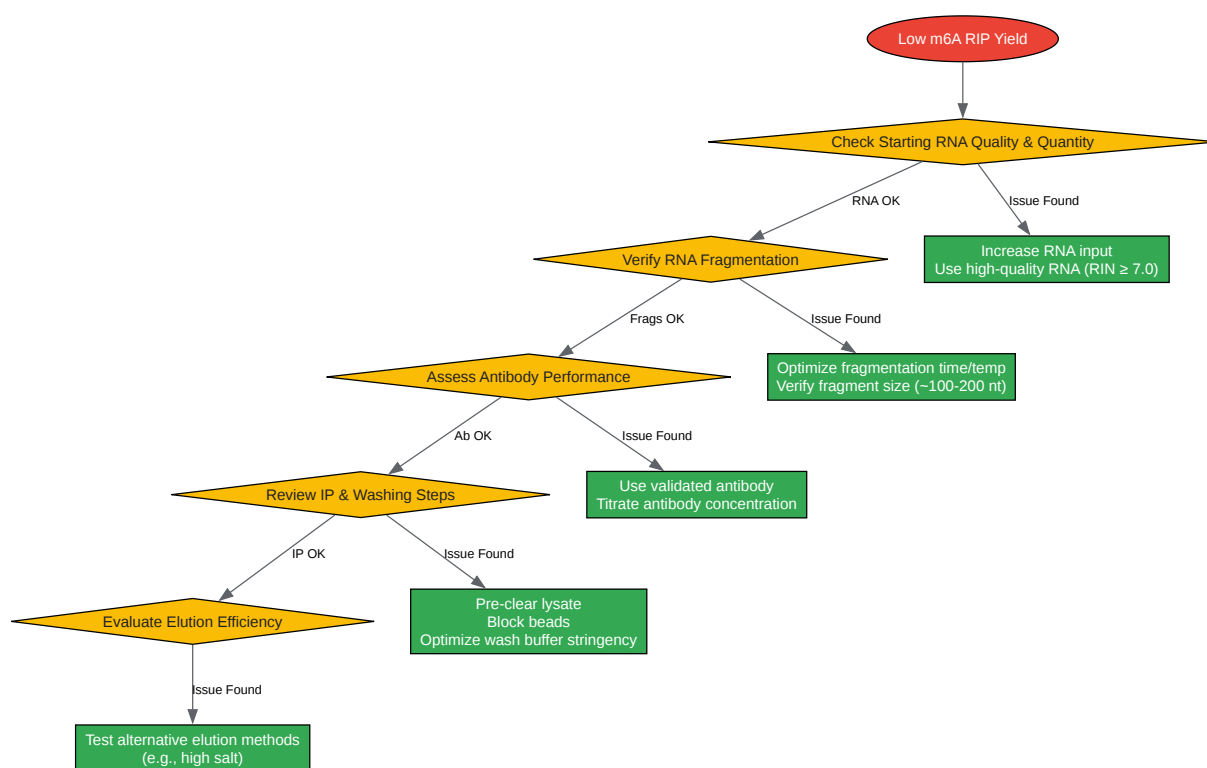 Low m6A RIP Yield
Check Starting RNA Quality & Quantity
RNA OK
Issue Found
Increase RNA input
Use high-quality RNA (RIN ≥ 7.0)
Verify RNA Fragmentation
Frags OK
Issue Found
Optimize fragmentation time/temp
Verify fragment size (~100-200 nt)
Assess Antibody Performance
Ab OK
Issue Found
Use validated antibody
Titrate antibody concentration
Review IP & Washing Steps
IP OK
Issue Found
Pre-clear lysate
Block beads
Optimize wash buffer stringency
Evaluate Elution Efficiency
Issue Found
Test alternative elution methods
(e.g., high salt)